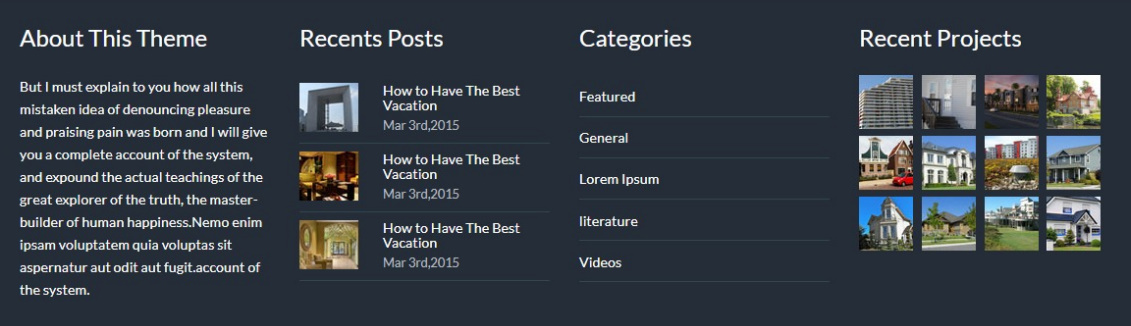 About This Theme
But I must explain to you how all this
mistaken idea of denouncing pleasure
and praising pain was born and I will give
you a complete account of the system,
and expound the actual teachings of the
great explorer of the truth, the master-
builder of human happiness.Nemo enim
ipsam voluptatem quia voluptas sit
aspernatur aut odit aut fugit.account of
the system.
Recents Posts
How to Have The Best
Vacation
Mar 3rd,2015
How to Have The Best
Vacation
Mar 3rd,2015
How to Have The Best
Vacation
Mar 3rd,2015
Categories
Featured
General
Lorem Ipsum
literature
Videos
Recent Projects